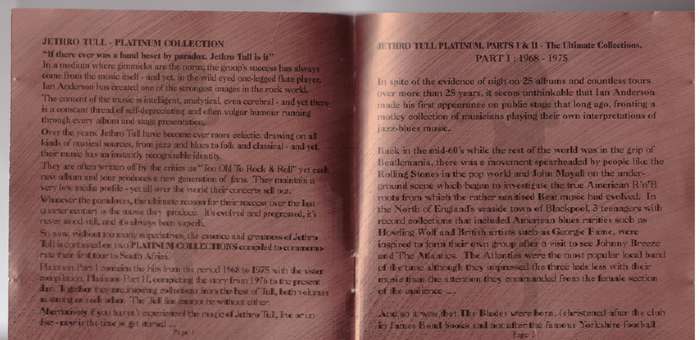 JETHRO TULL - PLATINUM COLLECTION
"If there ever was a band beset by paradox, Jethro Tull is it"
In a medium where gimmicks are the norm, the group's success has always
come from the music itself - and yet, in the wild eyed one-legged flute player,
Ian Anderson has created one of the strongest images in the rock world.
The content of the music is intelligent, analytical, even cerebral - and yet there
is a constant thread of self-depreciating and often vulgar humour running
through every album and stage presentation.
Over the years Jethro Tull have become ever more eclectic drawing on all
kinds of musical sources, from jazz and blues to folk and classical - and yet,
their music has an instantly recognisable identity.
They are often written off by the critics as "Too Old To Rock & Roll" yet each
new album and tour produces a new generation of fans. They maintain a
very low media profile - yet all over the world their concerts sell out.
Whatever the paradoxes, the ultimate reason for their success over the last
quarter century is the music they produce. It's evolved and progressed, it's
never stood still, and it's always been superb.
So now, without too many superlatives, the essence and greatness of Jethro
Tull is contained on two PLATINUM COLLECTIONS compiled to commemo-
rate their first tour to South Africa.
Platinum Part I contains the hits from the period 1968 to 1975 with the sister
compilation, Platinum Part II, completing the story from 1976 to the present
day. Together they are inspiring collections from the best of Tull, both volumes
as strong as each other. The Tull fan cannot be without either.
Alternatively if you haven't experienced the magic of Jethro Tull, live or on
disc - now is the time to get started ...
Page 1
JETHRO TULL PLATINUM, PARTS I & II - The Ultimate Collections.
PART I : 1968 - 1975
In spite of the evidence of nigh on 25 albums and countless tours
over more than 25 years, it seems unthinkable that Ian Anderson
made his first appearance on public stage that long ago, fronting a
motley collection of musicians playing their own interpretations of
jazz-blues music.
Back in the mid-60's while the rest of the world was in the grip of
Beatlemania, there was a movement spearheaded by people like the
Rolling Stones in the pop world and John Mayall on the under-
ground scene which began to investigate the true American R'n'B
roots from which the rather sanitised Beat music had evolved. In
the North of England's seaside town of Blackpool, 3 teenagers with
record collections that included American blues rarities such as
Howling Wolf and British artists such as Georgie Fame, were
inspired to form their own group after a visit to see Johnny Breeze
and The Atlantics. The Atlantics were the most popular local band
of the time although they impressed the three lads less with their
music than the attention they commanded from the female section
of the audience ....
And so it was that The Blades were born, (christened after the club
in James Bond books and not after the famous Yorkshire football
Page 2